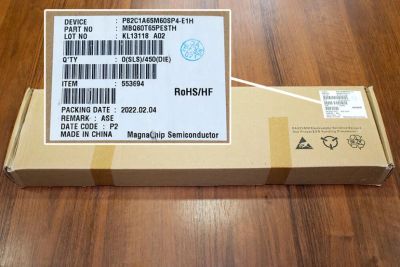 DEVICE : P82C1A65M60SP4-E1H
PART NO : MBQ60T65PESTH
LOT NO : KL13118 A02
Q'TY : 0(SLS)/450(DIE)
ITEM : 553694
RoHS/HF
PACKING DATE : 2022.02.04
REMARK : ASE
DATE CODE : P2
MADE IN CHINA MagnaChip Semiconductor